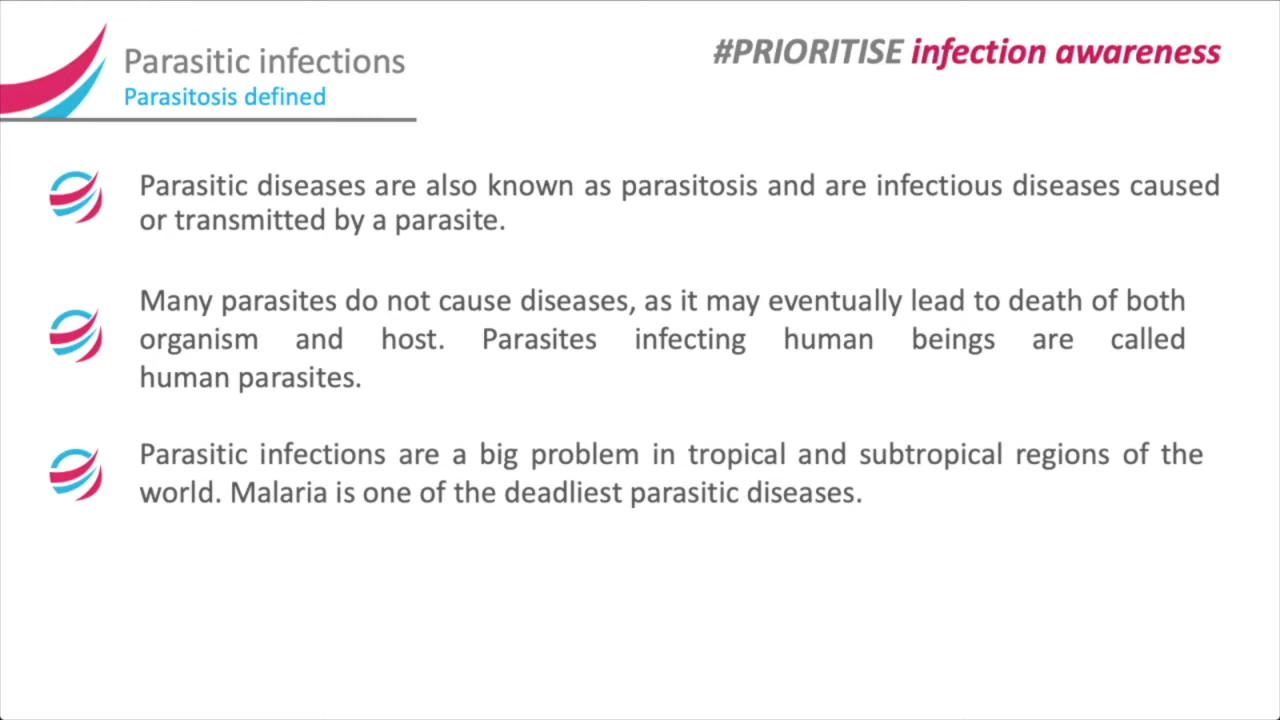 Parasitic infections
Parasitosis defined
#PRIORITISE infection awareness
Parasitic diseases are also known as parasitosis and are infectious diseases caused
or transmitted by a parasite.
Many parasites do not cause diseases, as it may eventually lead to death of both
organism and host. Parasites infecting human beings are called
human parasites.
Parasitic infections are a big problem in tropical and subtropical regions of the
world. Malaria is one of the deadliest parasitic diseases.